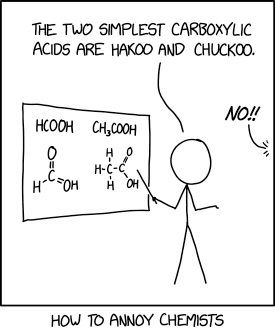 THE TWO SIMPLEST CARBOXYLIC
ACIDS ARE HAKOO AND CHUCKOO.
NO!!
HCOOH CH₃COOH
O
C
H OH
H O
H-C-C
H OH
HOW TO ANNOY CHEMISTS